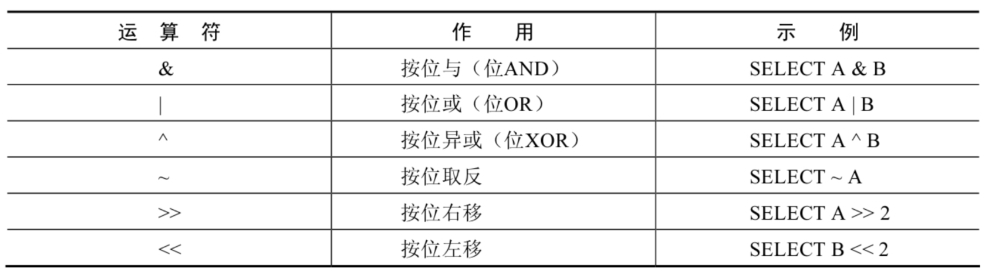 运 算 符 作 用 示 例
& 按位与（位AND） SELECT A & B
| 按位或（位OR） SELECT A | B
^ 按位异或（位XOR） SELECT A ^ B
~ 按位取反 SELECT ~ A
>> 按位右移 SELECT A >> 2
<< 按位左移 SELECT B << 2